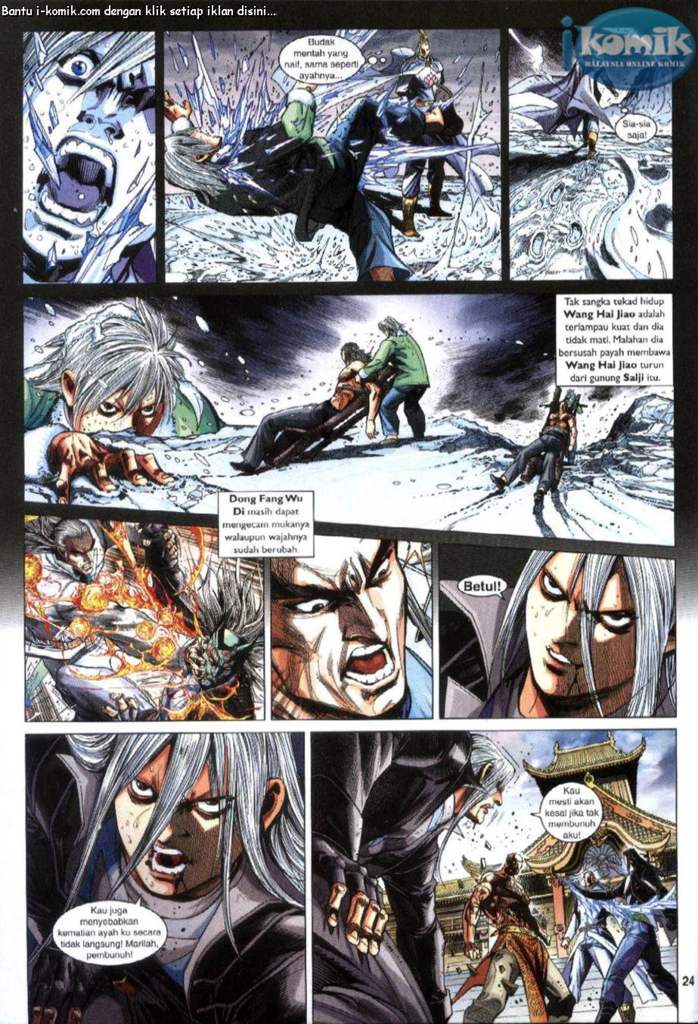 Bantu i-komik.com dengan klik setiap iklan disini....
iKomik
MALAYSIA ONLINE KOMIK
Budak
mentah yang
naif, sama seperti
ayahnya...
Sia-sia
saja!
Tak sangka tekad hidup
Wang Hai Jiao adalah
terlampau kuat dan dia
tidak mati. Malahan dia
bersusah payah membawa
Wang Hai Jiao turun
dari gunung Salji itu.
Dong Fang Wu
Di masih dapat
mengecam mukanya
walaupun wajahnya
sudah berubah.
Betul!
Kau juga
menyebabkan
kematian ayah ku secara
tidak langsung! Marilah,
pembunuh!
Kau
mesti akan
kesal jika tak
membunuh
aku!
24